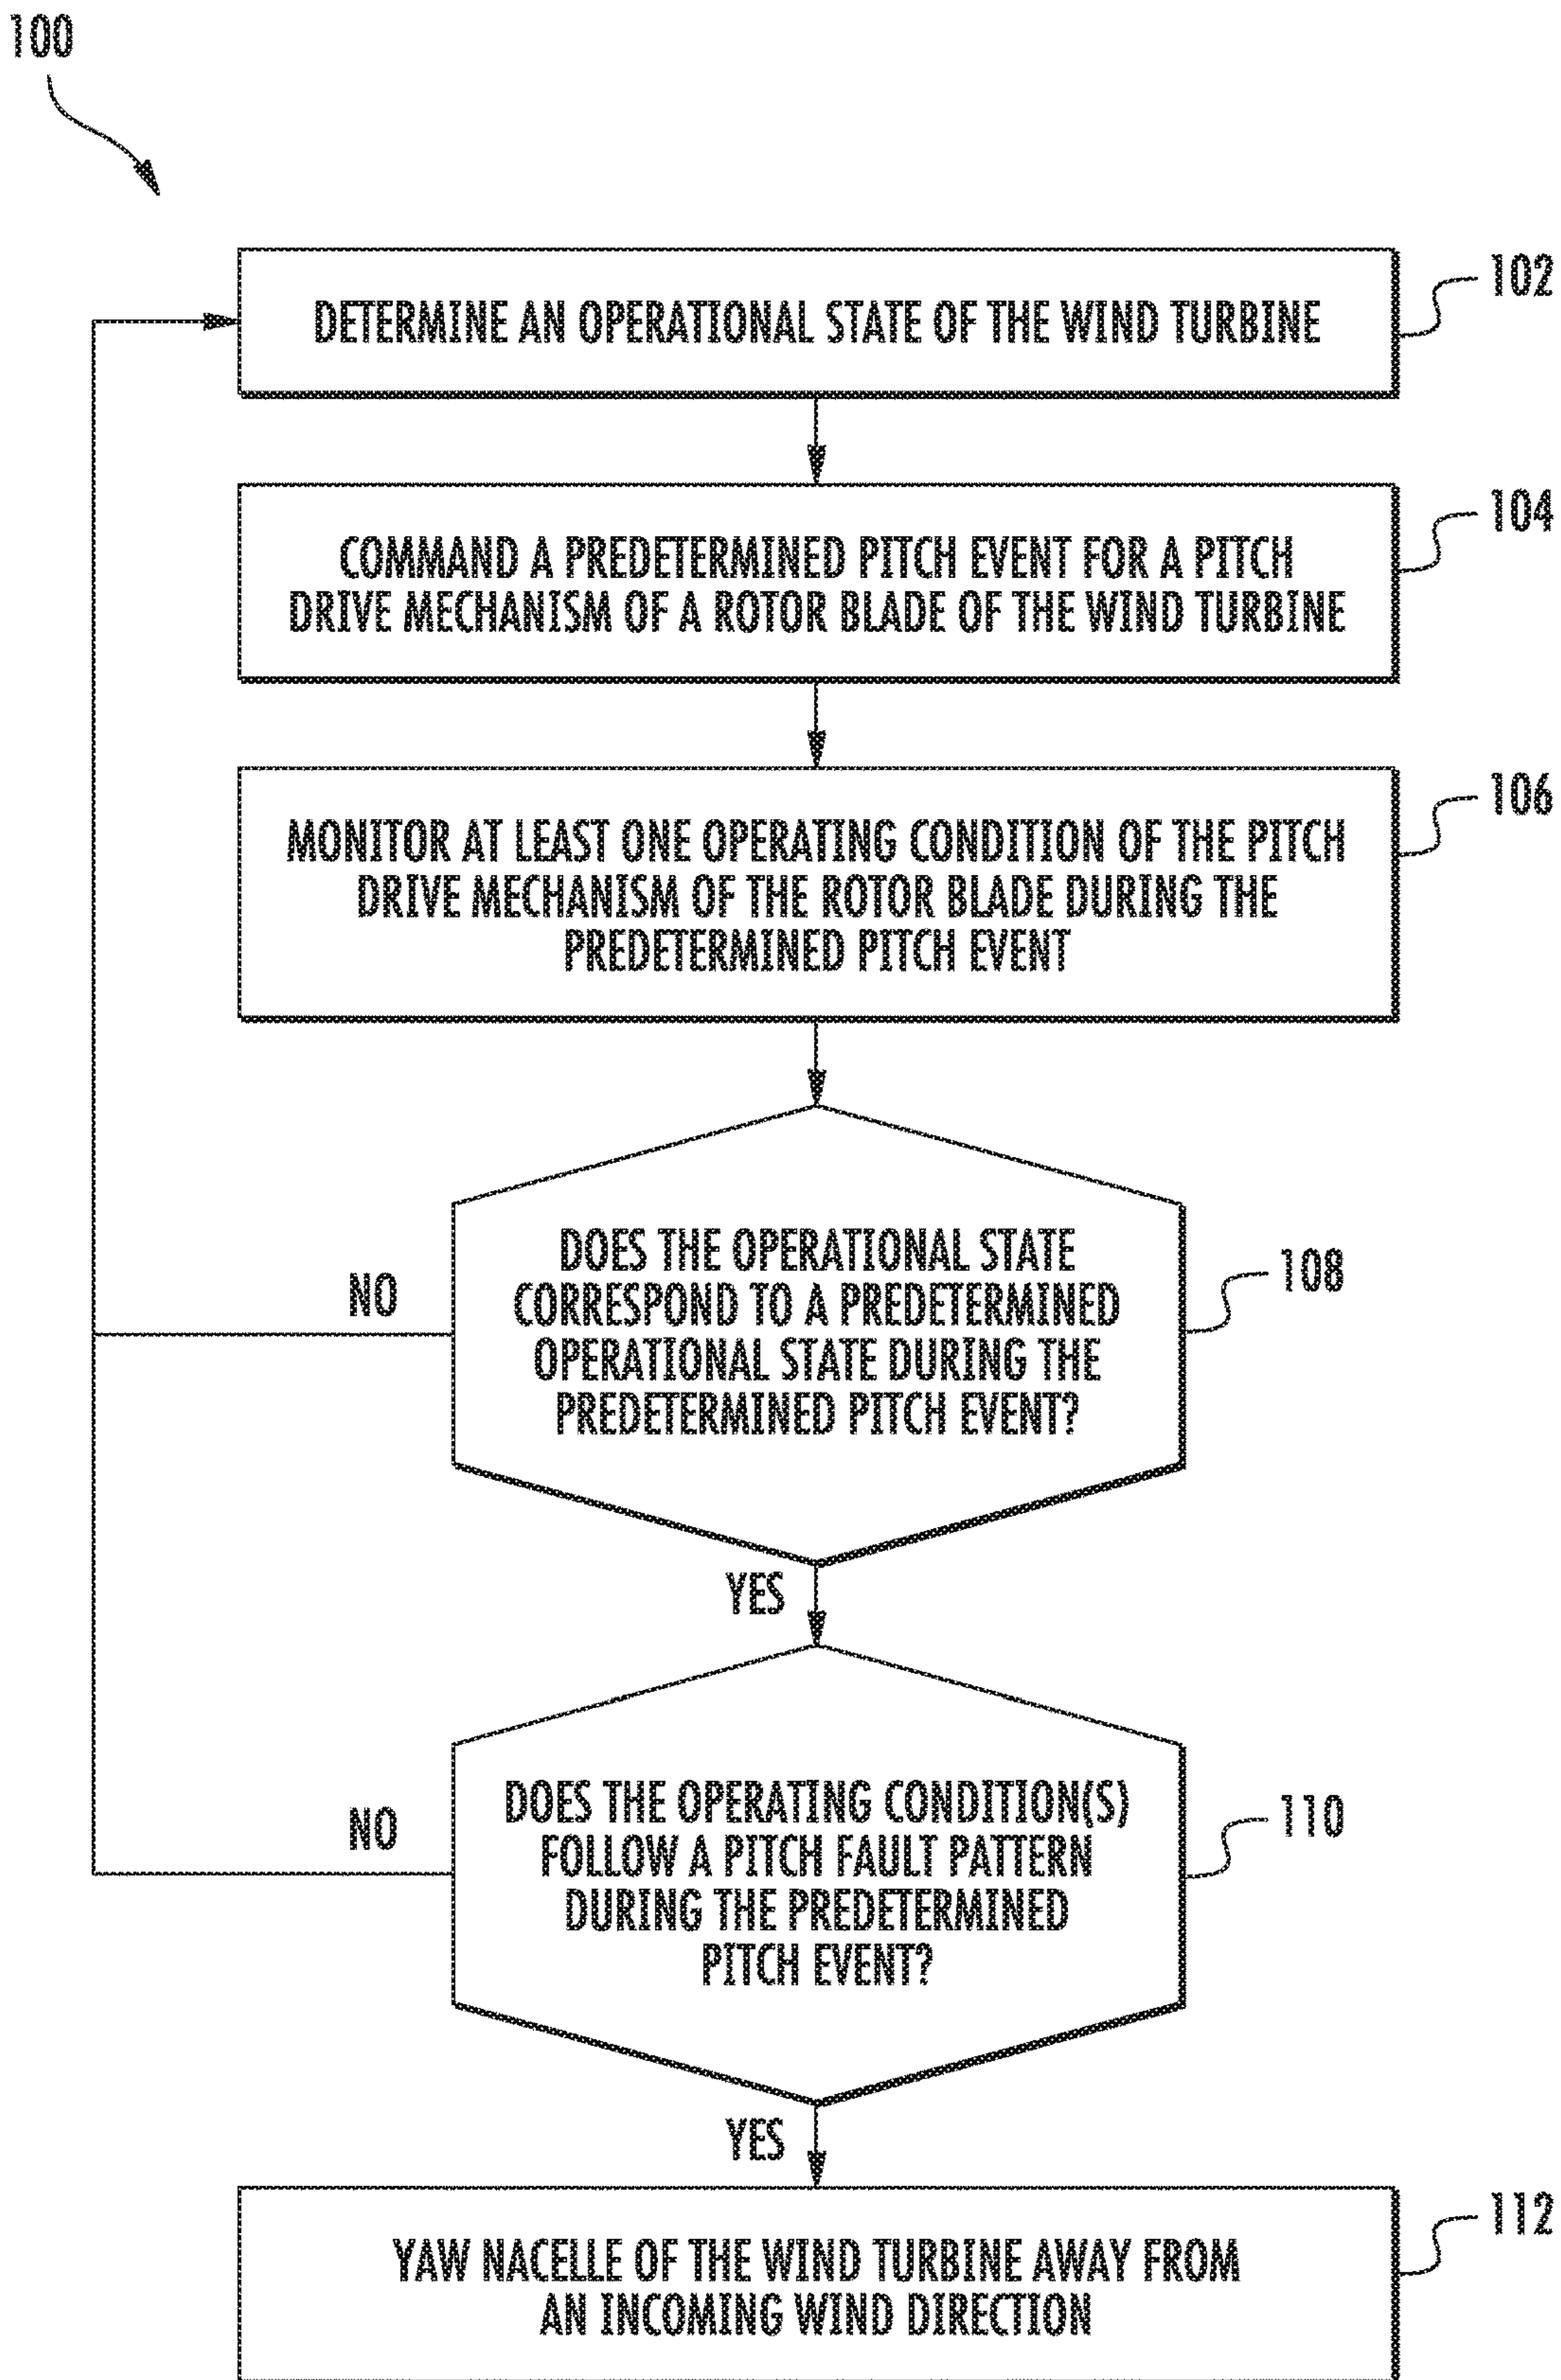 100
DETERMINE AN OPERATIONAL STATE OF THE WIND TURBINE
102
COMMAND A PREDETERMINED PITCH EVENT FOR A PITCH
DRIVE MECHANISM OF A ROTOR BLADE OF THE WIND TURBINE
104
MONITOR AT LEAST ONE OPERATING CONDITION OF THE PITCH
DRIVE MECHANISM OF THE ROTOR BLADE DURING THE
PREDETERMINED PITCH EVENT
106
DOES THE OPERATIONAL STATE
CORRESPOND TO A PREDETERMINED
OPERATIONAL STATE DURING THE
PREDETERMINED PITCH EVENT?
108
NO
YES
DOES THE OPERATING CONDITION(S)
FOLLOW A PITCH FAULT PATTERN
DURING THE PREDETERMINED
PITCH EVENT?
110
NO
YES
YAW NACELLE OF THE WIND TURBINE AWAY FROM
AN INCOMING WIND DIRECTION
112